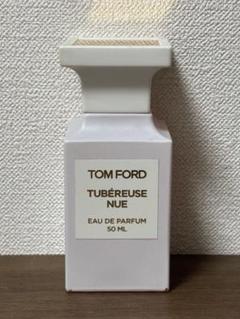 TOM FORD
TUBÉREUSE
NUE
EAU DE PARFUM
50 ML